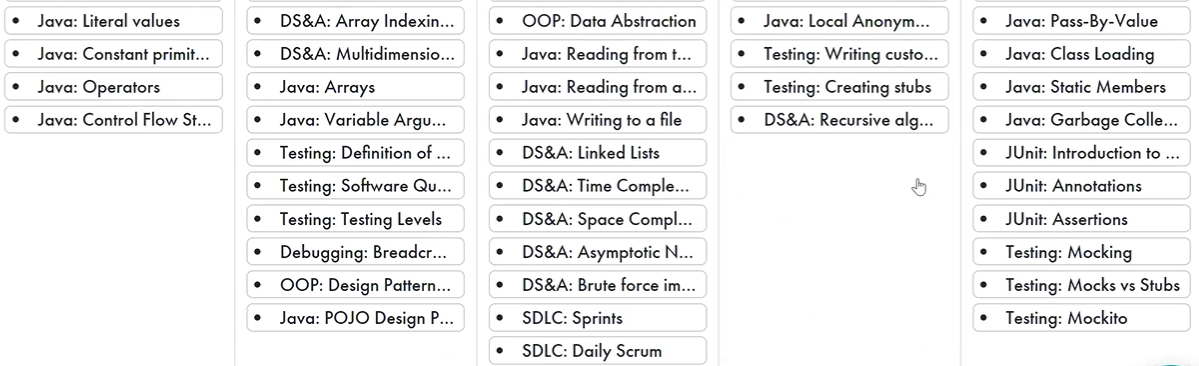 Java: Literal values
Java: Constant primit...
Java: Operators
Java: Control Flow St...
DS&A: Array Indexin...
DS&A: Multidimensio...
Java: Arrays
Java: Variable Argu...
Testing: Definition of ...
Testing: Software Qu...
Testing: Testing Levels
Debugging: Breadcr...
OOP: Design Pattern...
Java: POJO Design P...
OOP: Data Abstraction
Java: Reading from t...
Java: Reading from a...
Java: Writing to a file
DS&A: Linked Lists
DS&A: Time Comple...
DS&A: Space Compl...
DS&A: Asymptotic N...
DS&A: Brute force im...
SDLC: Sprints
SDLC: Daily Scrum
Java: Local Anonym...
Testing: Writing custo...
Testing: Creating stubs
DS&A: Recursive alg...
Java: Pass-By-Value
Java: Class Loading
Java: Static Members
Java: Garbage Colle...
JUnit: Introduction to ...
JUnit: Annotations
JUnit: Assertions
Testing: Mocking
Testing: Mocks vs Stubs
Testing: Mockito